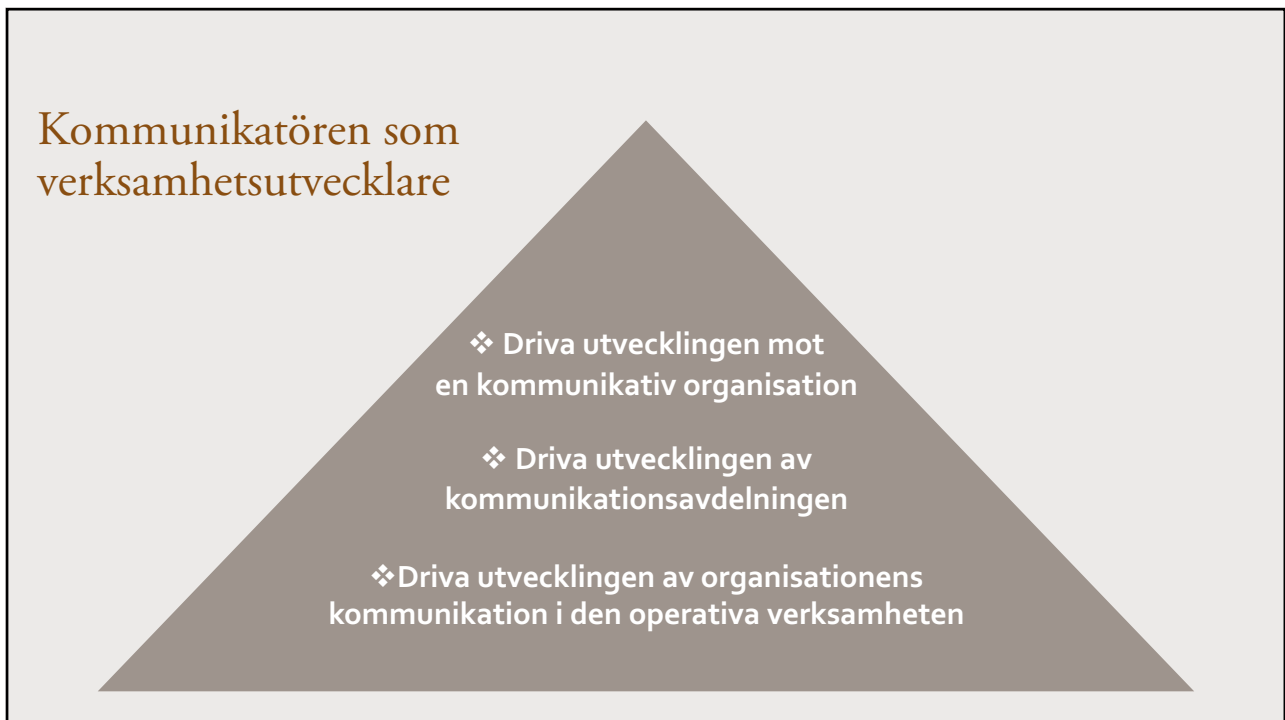 Kommunikatören som
verksamhetsutvecklare
❖ Driva utvecklingen mot
en kommunikativ organisation
❖ Driva utvecklingen av
kommunikationsavdelningen
❖Driva utvecklingen av organisationens
kommunikation i den operativa verksamheten